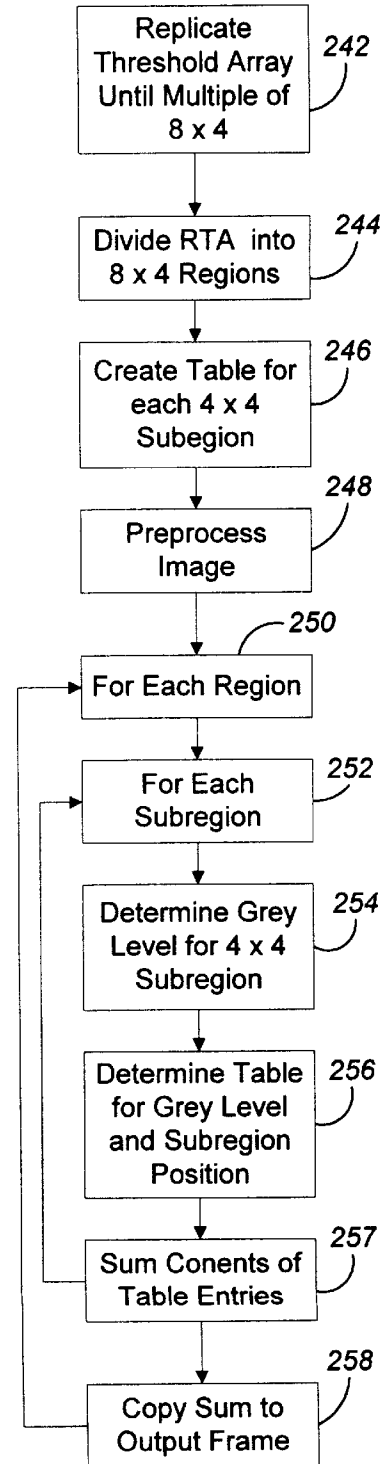 Replicate
Threshold Array
Until Multiple of
8 x 4
242
Divide RTA into
8 x 4 Regions
244
Create Table for
each 4 x 4
Subegion
246
Preprocess
Image
248
250
For Each Region
For Each
Subregion
252
Determine Grey
Level for 4 x 4
Subregion
254
Determine Table
for Grey Level
and Subregion
Position
256
Sum Conents of
Table Entries
257
Copy Sum to
Output Frame
258